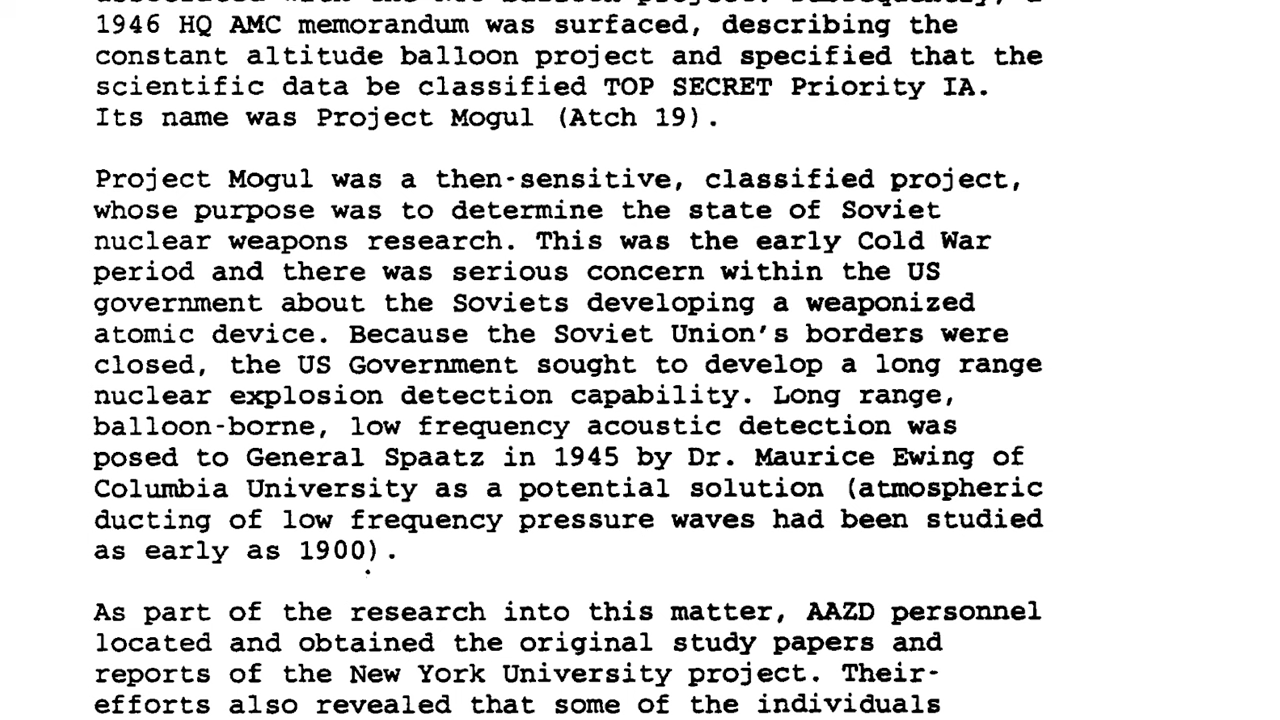 1946 HQ AMC memorandum was surfaced, describing the
constant altitude balloon project and specified that the
scientific data be classified TOP SECRET Priority IA.
Its name was Project Mogul (Atch 19).
Project Mogul was a then-sensitive, classified project,
whose purpose was to determine the state of Soviet
nuclear weapons research. This was the early Cold War
period and there was serious concern within the US
government about the Soviets developing a weaponized
atomic device. Because the Soviet Union's borders were
closed, the US Government sought to develop a long range
nuclear explosion detection capability. Long range,
balloon-borne, low frequency acoustic detection was
posed to General Spaatz in 1945 by Dr. Maurice Ewing of
Columbia University as a potential solution (atmospheric
ducting of low frequency pressure waves had been studied
as early as 1900).
As part of the research into this matter, AAZD personnel
located and obtained the original study papers and
reports of the New York University project. Their-
efforts also revealed that some of the individuals